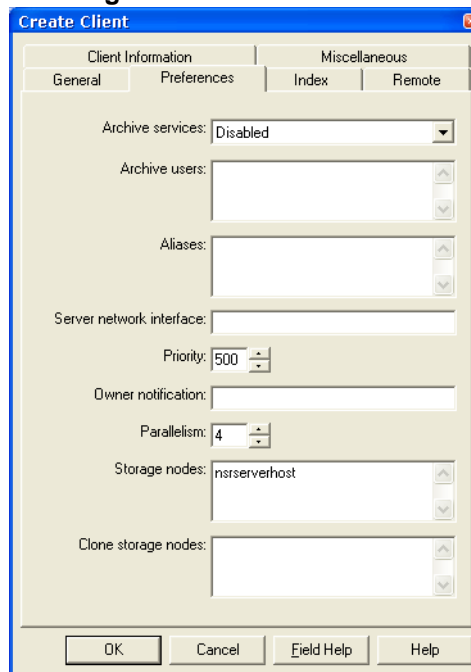 Create Client
Client Information Miscellaneous
General Preferences Index Remote
Archive services: Disabled
Archive users:
Aliases:
Server network interface:
Priority: 500
Owner notification:
Parallelism: 4
Storage nodes: nsrserverhost
Clone storage nodes:
OK Cancel Field Help Help